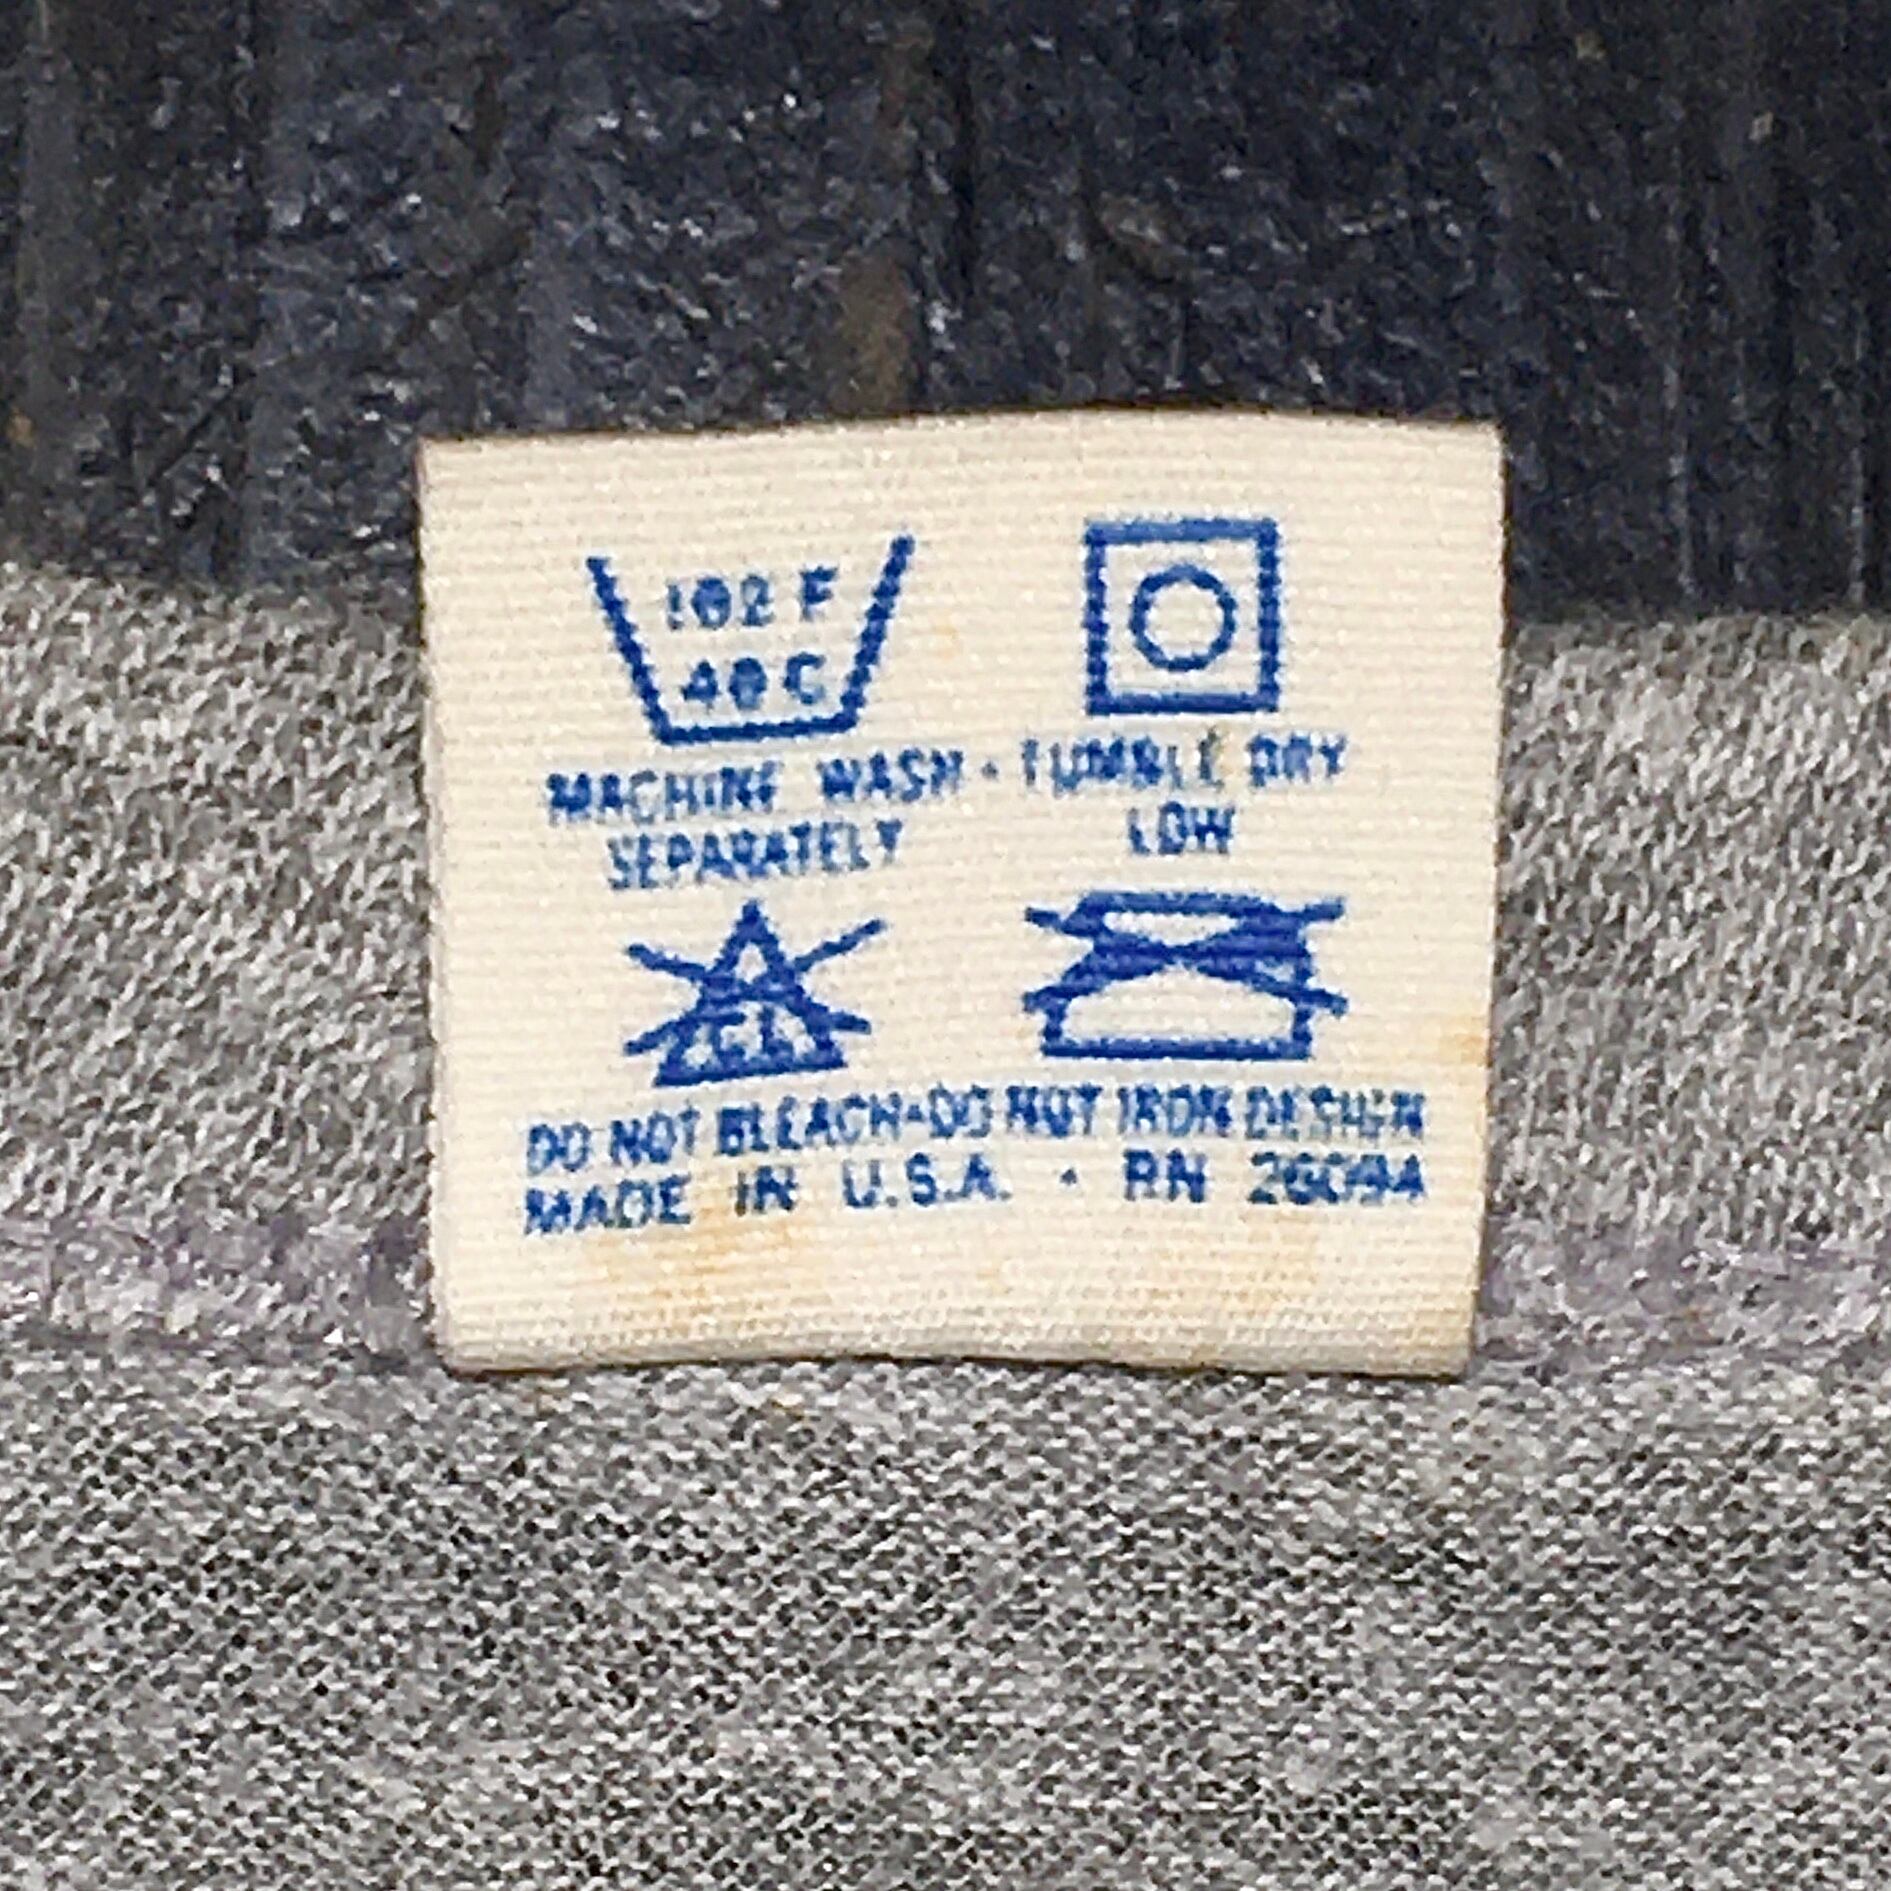 102 F
40 C
MACHINE WASH • TUMBLE DRY
SEPARATELY LOW
CL
DO NOT BLEACH•DO NOT IRON DESIGN
MADE IN U.S.A. • RN 26094